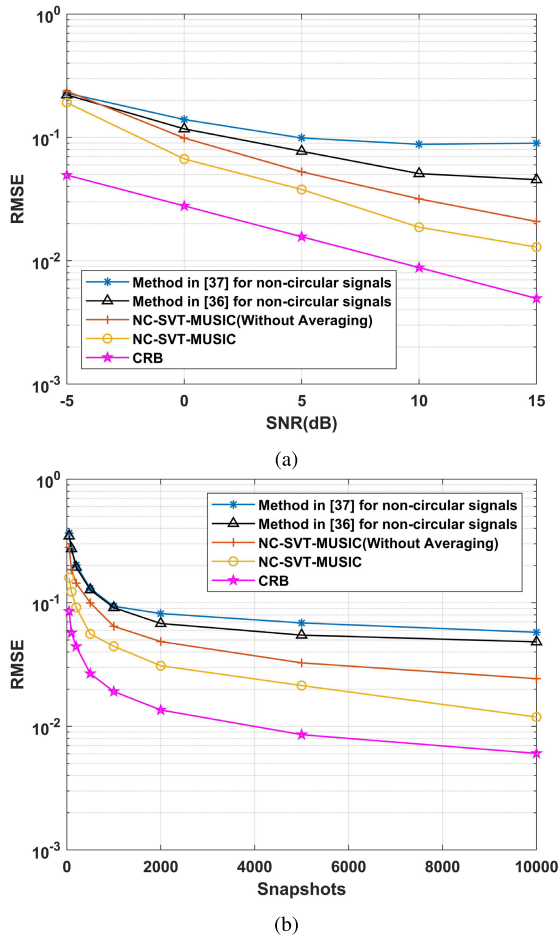 10^0
10^-1
10^-2
10^-3
RMSE
Method in [37] for non-circular signals
Method in [36] for non-circular signals
NC-SVT-MUSIC(Without Averaging)
NC-SVT-MUSIC
CRB
-5 0 5 10 15
SNR(dB)
(a)
10^0
10^-1
10^-2
10^-3
RMSE
Method in [37] for non-circular signals
Method in [36] for non-circular signals
NC-SVT-MUSIC(Without Averaging)
NC-SVT-MUSIC
CRB
0 2000 4000 6000 8000 10000
Snapshots
(b)